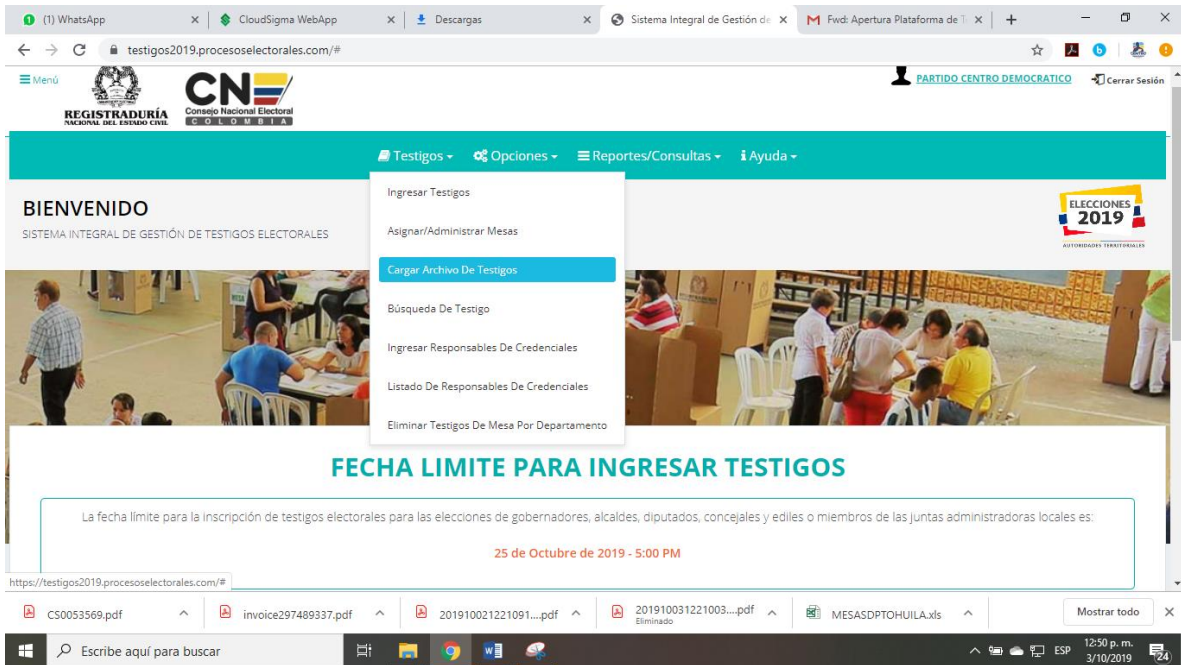 (1) WhatsApp
CloudSigma WebApp
Descargas
Sistema Integral de Gestión de
Fwd: Apertura Plataforma de T
testigos2019.procesoselectorales.com/#
Menú
REGISTRADURÍA
NACIONAL DEL ESTADO CIVIL
CNE
Consejo Nacional Electoral
COLOMBIA
PARTIDO CENTRO DEMOCRATICO
Cerrar Sesión
Testigos
Opciones
Reportes/Consultas
Ayuda
Ingresar Testigos
Asignar/Administrar Mesas
Cargar Archivo De Testigos
Búsqueda De Testigo
Ingresar Responsables De Credenciales
Listado De Responsables De Credenciales
Eliminar Testigos De Mesa Por Departamento
BIENVENIDO
SISTEMA INTEGRAL DE GESTIÓN DE TESTIGOS ELECTORALES
ELECCIONES
2019
AUTORIDADES TERRITORIALES
MESA
FECHA LIMITE PARA INGRESAR TESTIGOS
La fecha límite para la inscripción de testigos electorales para las elecciones de gobernadores, alcaldes, diputados, concejales y ediles o miembros de las juntas administradoras locales es:
25 de Octubre de 2019 - 5:00 PM
https://testigos2019.procesoselectorales.com/#
CS0053569.pdf
invoice297489337.pdf
201910021221091....pdf
201910031221003....pdf
Eliminado
MESASDPTOHUILA.xls
Mostrar todo
Escribe aquí para buscar
ESP
12:50 p. m.
3/10/2019
24